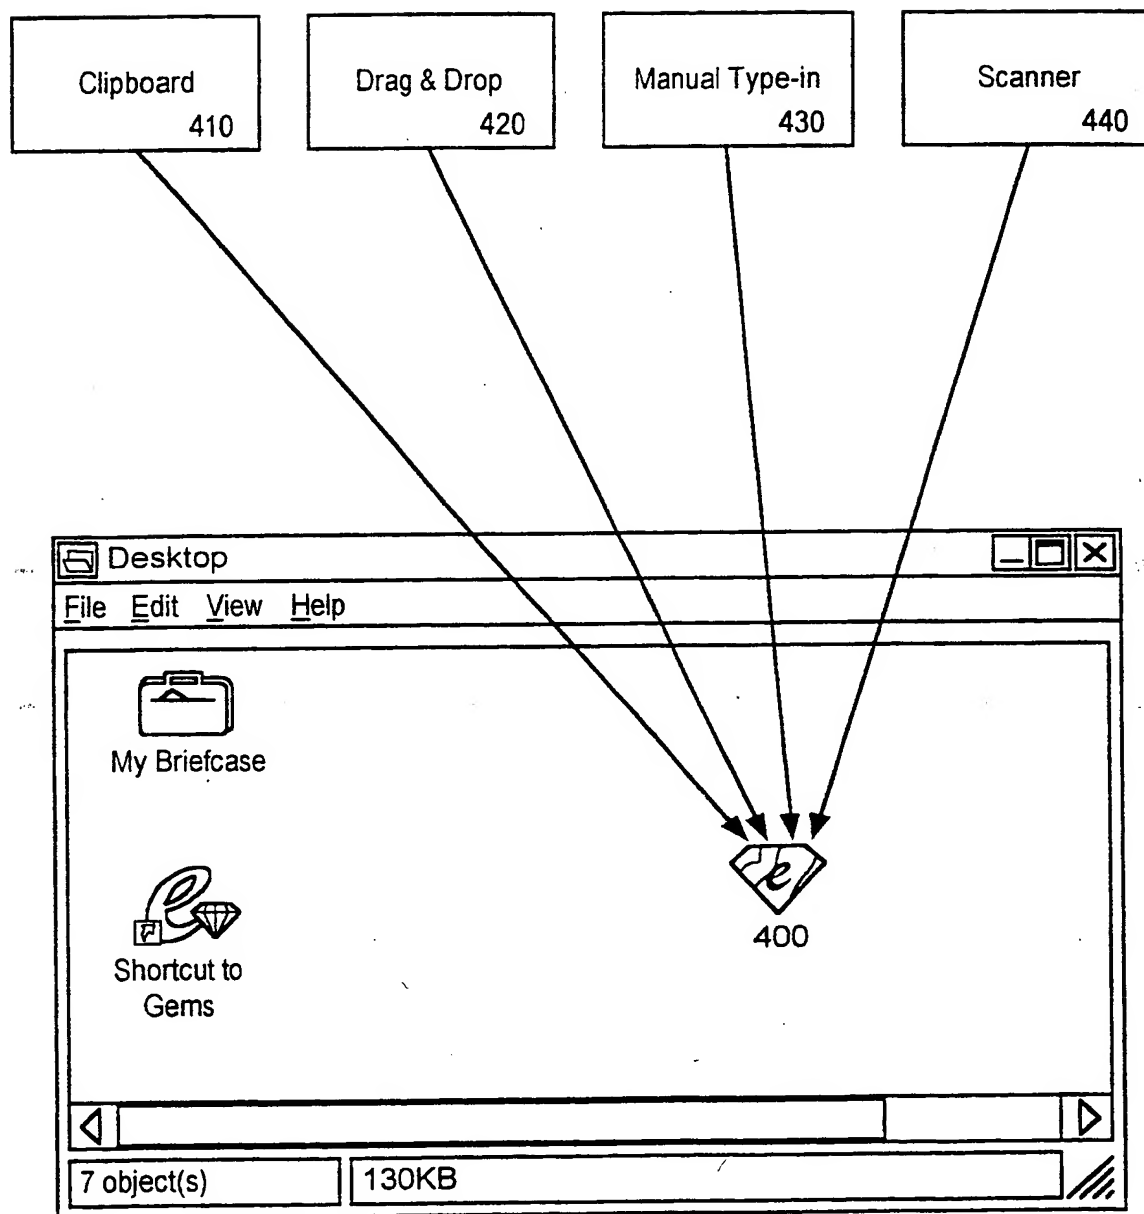 Clipboard
410
Drag & Drop
420
Manual Type-in
430
Scanner
440
Desktop
File Edit View Help
My Briefcase
e
400
e
Shortcut to
Gems
7 object(s)
130KB